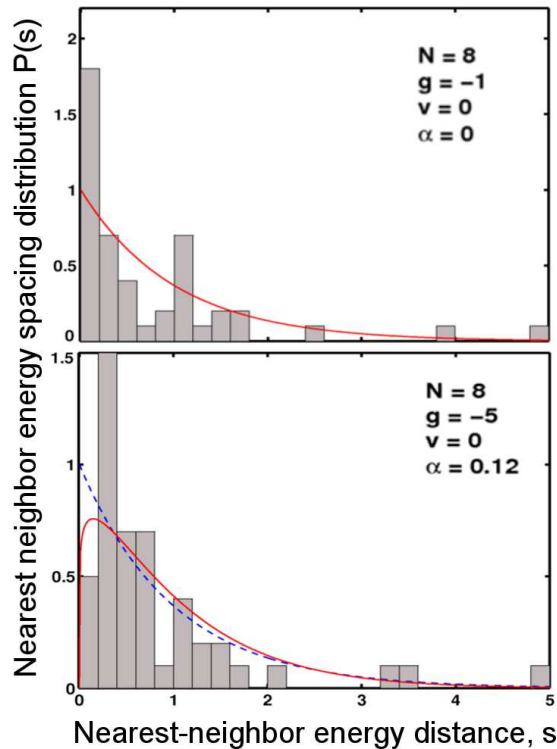 Nearest neighbor energy spacing distribution P(s)
2
1.5
1
0.5
0
N = 8
g = −1
v = 0
α = 0
1.5
1
0.5
0
N = 8
g = −5
v = 0
α = 0.12
0 1 2 3 4 5
Nearest-neighbor energy distance, s